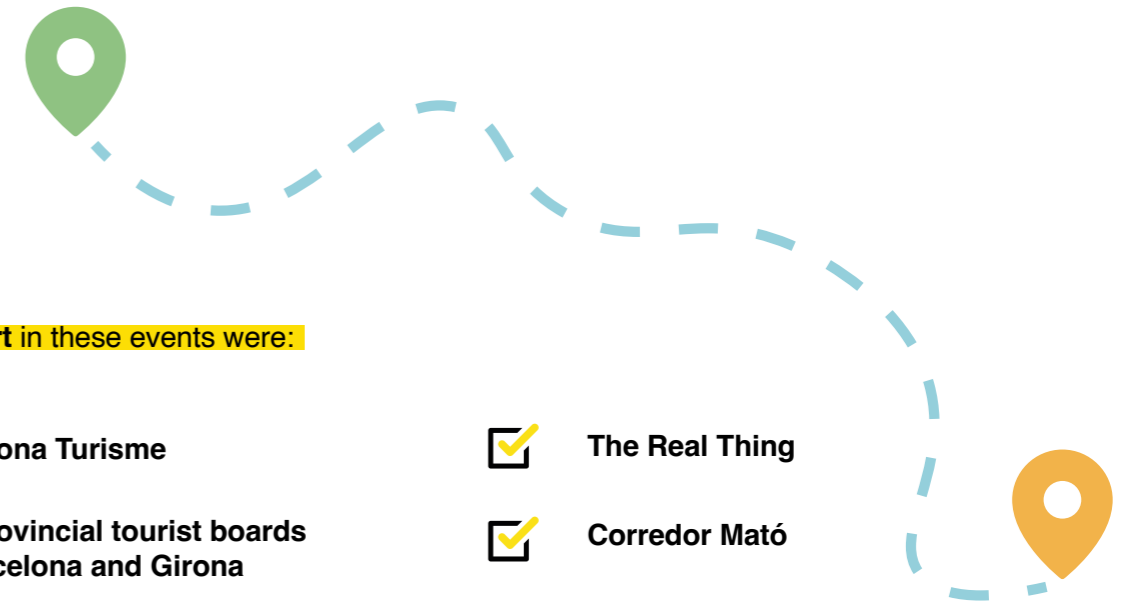 rt in these events were:
ona Turisme
ovincial tourist boards
celona and Girona
The Real Thing
Corredor Mató